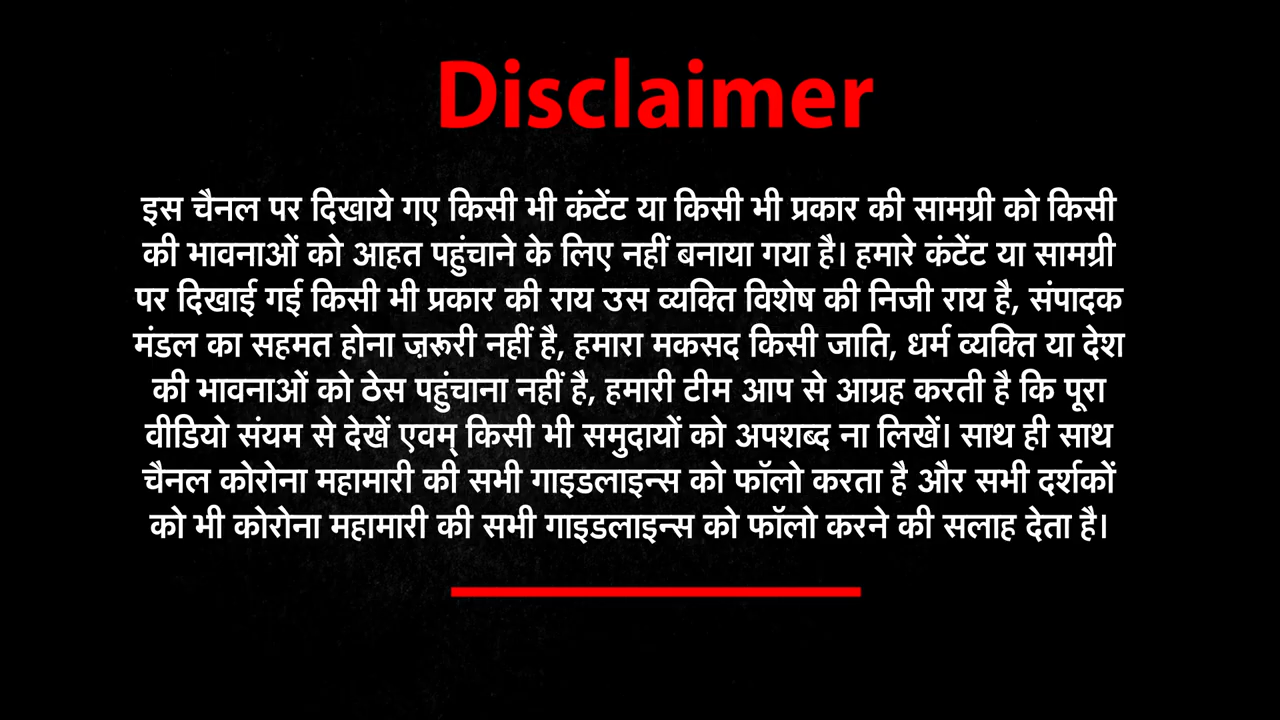 Disclaimer
इस चैनल पर दिखाये गए किसी भी कंटेंट या किसी भी प्रकार की सामग्री को किसी
की भावनाओं को आहत पहुंचाने के लिए नहीं बनाया गया है। हमारे कंटेंट या सामग्री
पर दिखाई गई किसी भी प्रकार की राय उस व्यक्ति विशेष की निजी राय है, संपादक
मंडल का सहमत होना ज़रूरी नहीं है, हमारा मकसद किसी जाति, धर्म व्यक्ति या देश
की भावनाओं को ठेस पहुंचाना नहीं है, हमारी टीम आप से आग्रह करती है कि पूरा
वीडियो संयम से देखें एवम् किसी भी समुदायों को अपशब्द ना लिखें। साथ ही साथ
चैनल कोरोना महामारी की सभी गाइडलाइन्स को फॉलो करता है और सभी दर्शकों
को भी कोरोना महामारी की सभी गाइडलाइन्स को फॉलो करने की सलाह देता है।